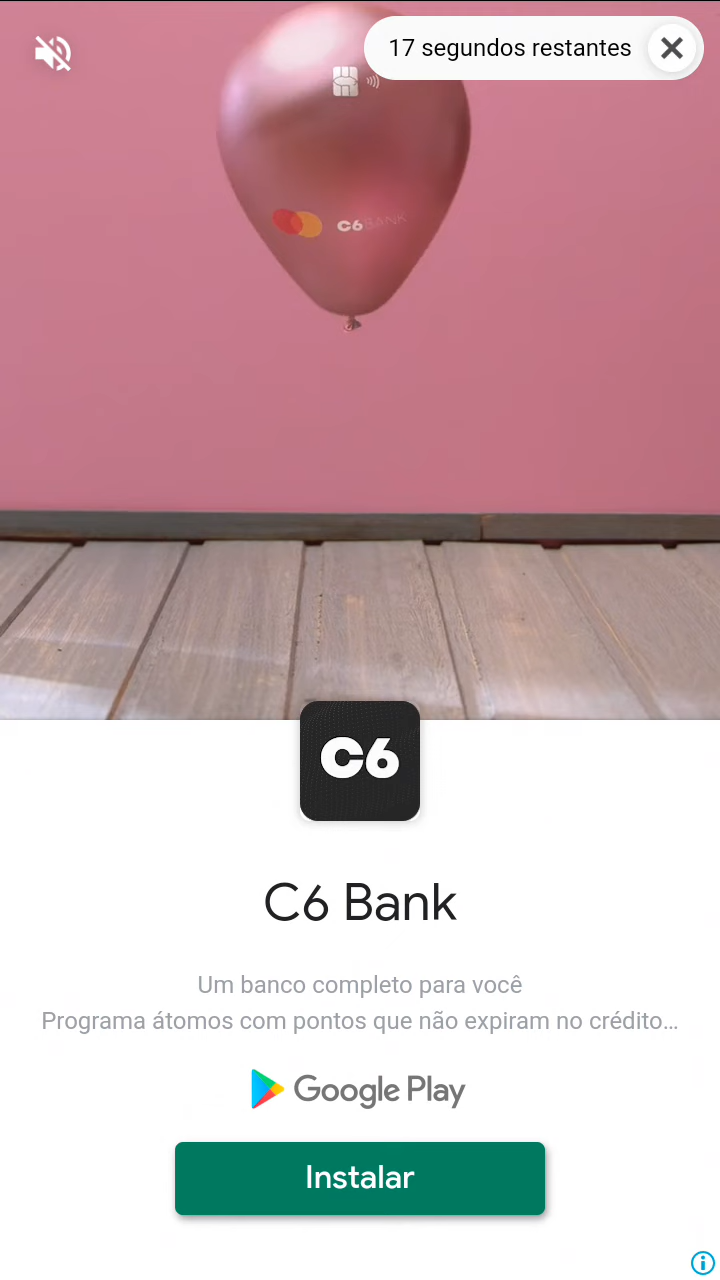 17 segundos restantes
C6BANK
C6
C6 Bank
Um banco completo para você
Programa átomos com pontos que não expiram no crédito...
Google Play
Instalar